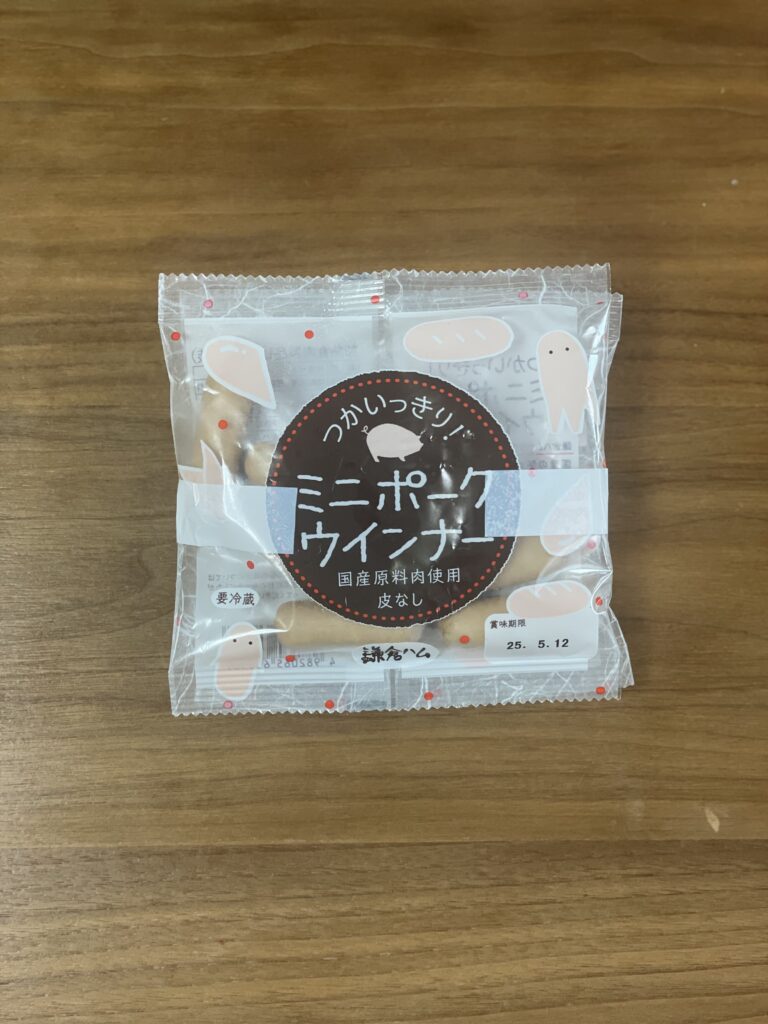 つかいっきり!
ミニポーク
ウインナー
国産原料肉使用
皮なし
要冷蔵
賞味期限
25. 5.12
鎌倉ハム